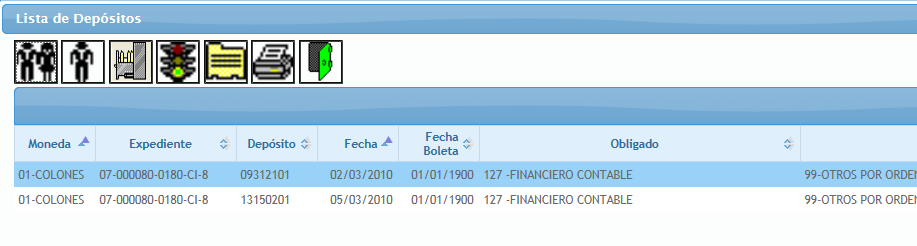 Lista de Depósitos
Moneda Expediente Depósito Fecha Fecha Boleta Obligado
01-COLONES 07-000080-0180-CI-8 09312101 02/03/2010 01/01/1900 127 -FINANCIERO CONTABLE 99-OTROS POR ORDEN
01-COLONES 07-000080-0180-CI-8 13150201 05/03/2010 01/01/1900 127 -FINANCIERO CONTABLE 99-OTROS POR ORDEN